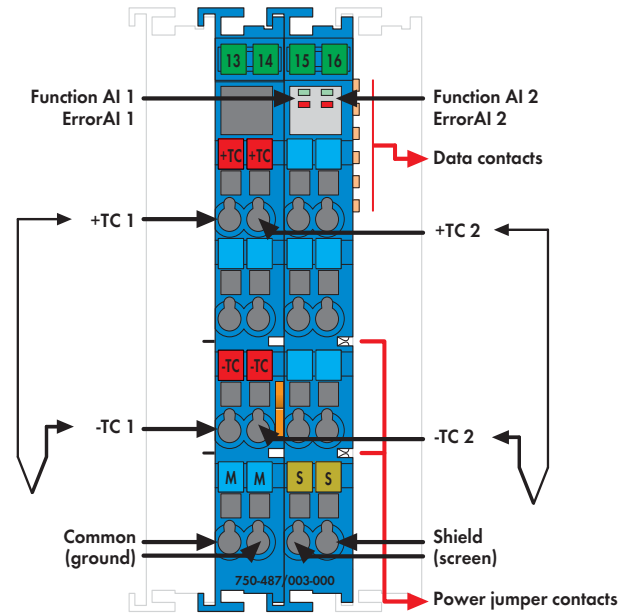 13 14 15 16
Function AI 1
ErrorAI 1
Function AI 2
ErrorAI 2
+TC +TC
Data contacts
+TC 1
+TC 2
-TC -TC
-TC 1
-TC 2
M M S S
Common
(ground)
Shield
(screen)
750-487/003-000
Power jumper contacts